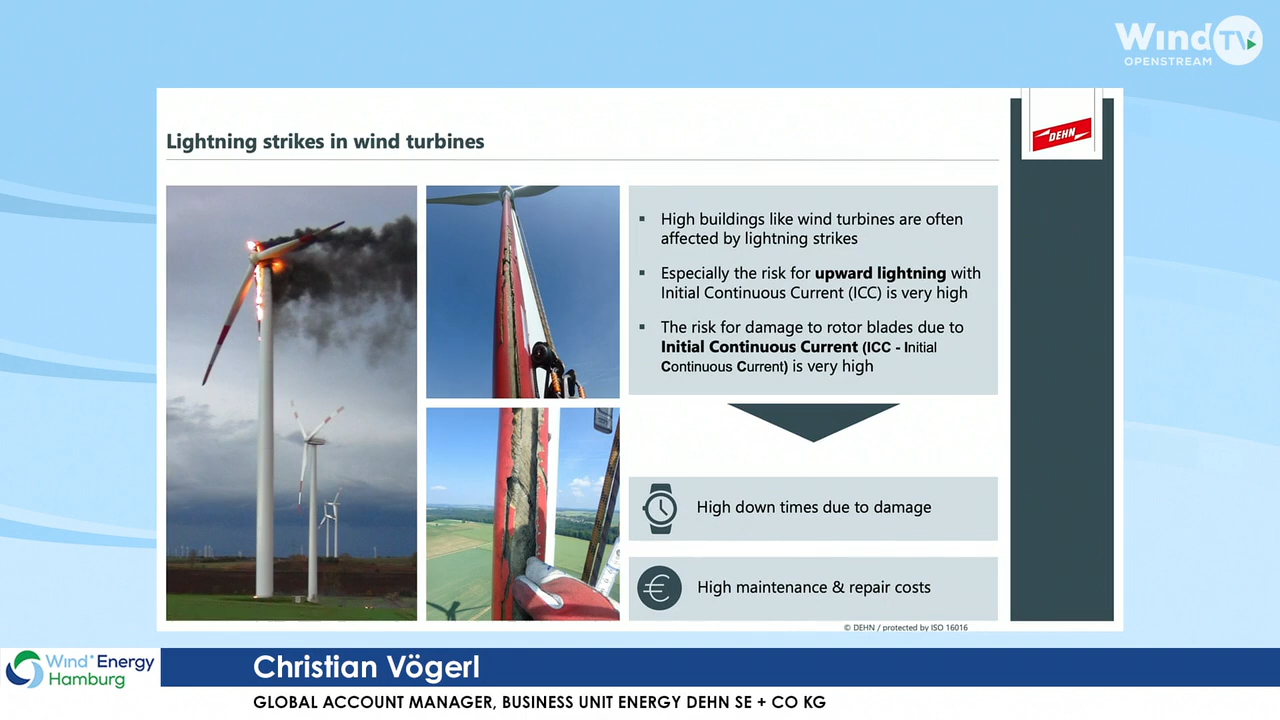 Wind TV
OPENSTREAM
Lightning strikes in wind turbines
DEHN
▪ High buildings like wind turbines are often
affected by lightning strikes
▪ Especially the risk for upward lightning with
Initial Continuous Current (ICC) is very high
▪ The risk for damage to rotor blades due to
Initial Continuous Current (ICC - Initial
Continuous Current) is very high
High down times due to damage
€ High maintenance & repair costs
© DEHN / protected by ISO 16016
Wind Energy
Hamburg
Christian Vögerl
GLOBAL ACCOUNT MANAGER, BUSINESS UNIT ENERGY DEHN SE + CO KG